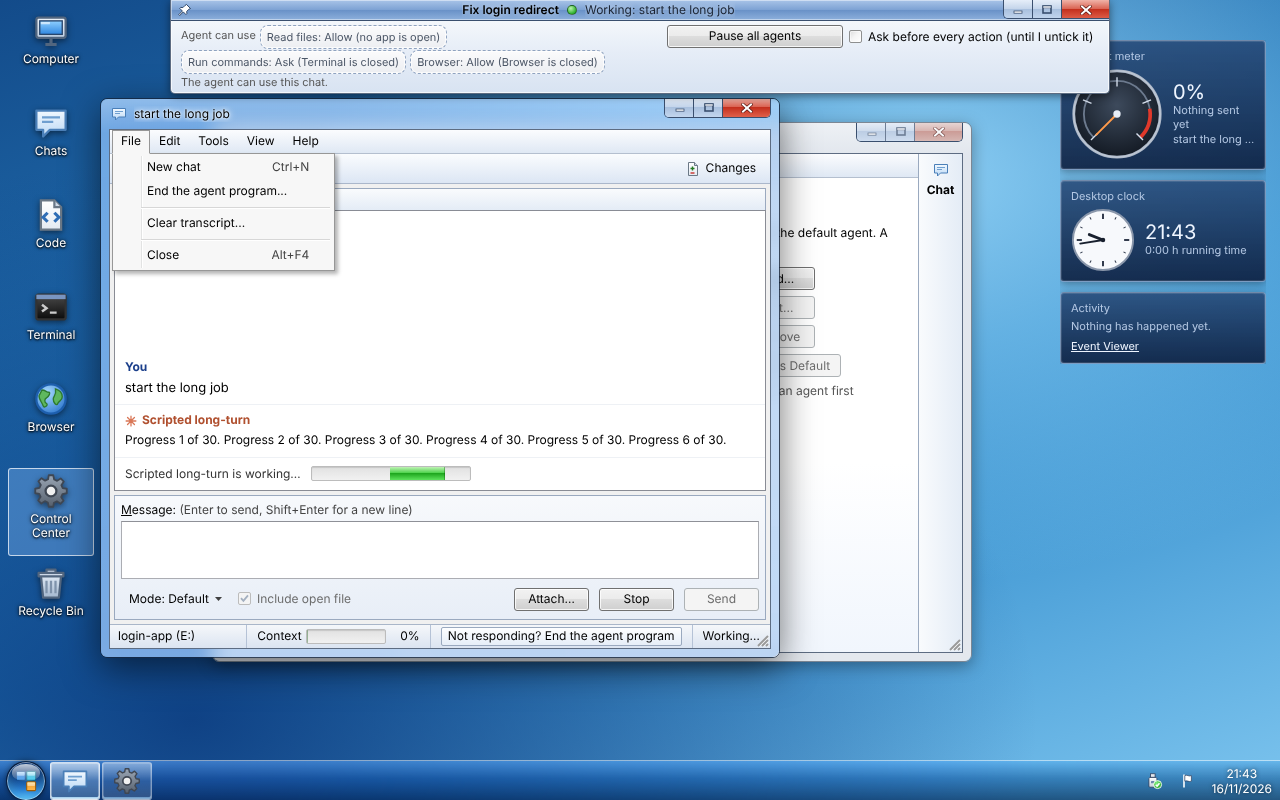 Computer
Chats
Code
Terminal
Browser
Control
Center
Recycle Bin
Fix login redirect Working: start the long job
Agent can use Read files: Allow (no app is open)
Pause all agents Ask before every action (until I untick it)
Run commands: Ask (Terminal is closed) Browser: Allow (Browser is closed)
The agent can use this chat.
start the long job
File Edit Tools View Help
New chat Ctrl+N
End the agent program...
Clear transcript...
Close Alt+F4
Changes
You
start the long job
Scripted long-turn
Progress 1 of 30. Progress 2 of 30. Progress 3 of 30. Progress 4 of 30. Progress 5 of 30. Progress 6 of 30.
Scripted long-turn is working...
Message: (Enter to send, Shift+Enter for a new line)
Mode: Default Include open file Attach... Stop Send
login-app (E:) Context 0% Not responding? End the agent program Working...
he default agent. A
s Default
an agent first
Chat
meter
0%
Nothing sent
yet
start the long ...
Desktop clock
21:43
0:00 h running time
Activity
Nothing has happened yet.
Event Viewer
21:43
16/11/2026